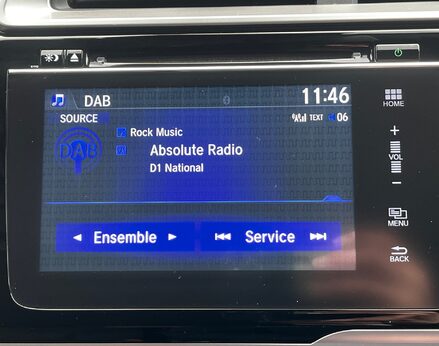 DAB 11:46
HOME
SOURCE TEXT 06
Rock Music
DAB Absolute Radio
D1 National
+
VOL
-
Ensemble Service
MENU
BACK